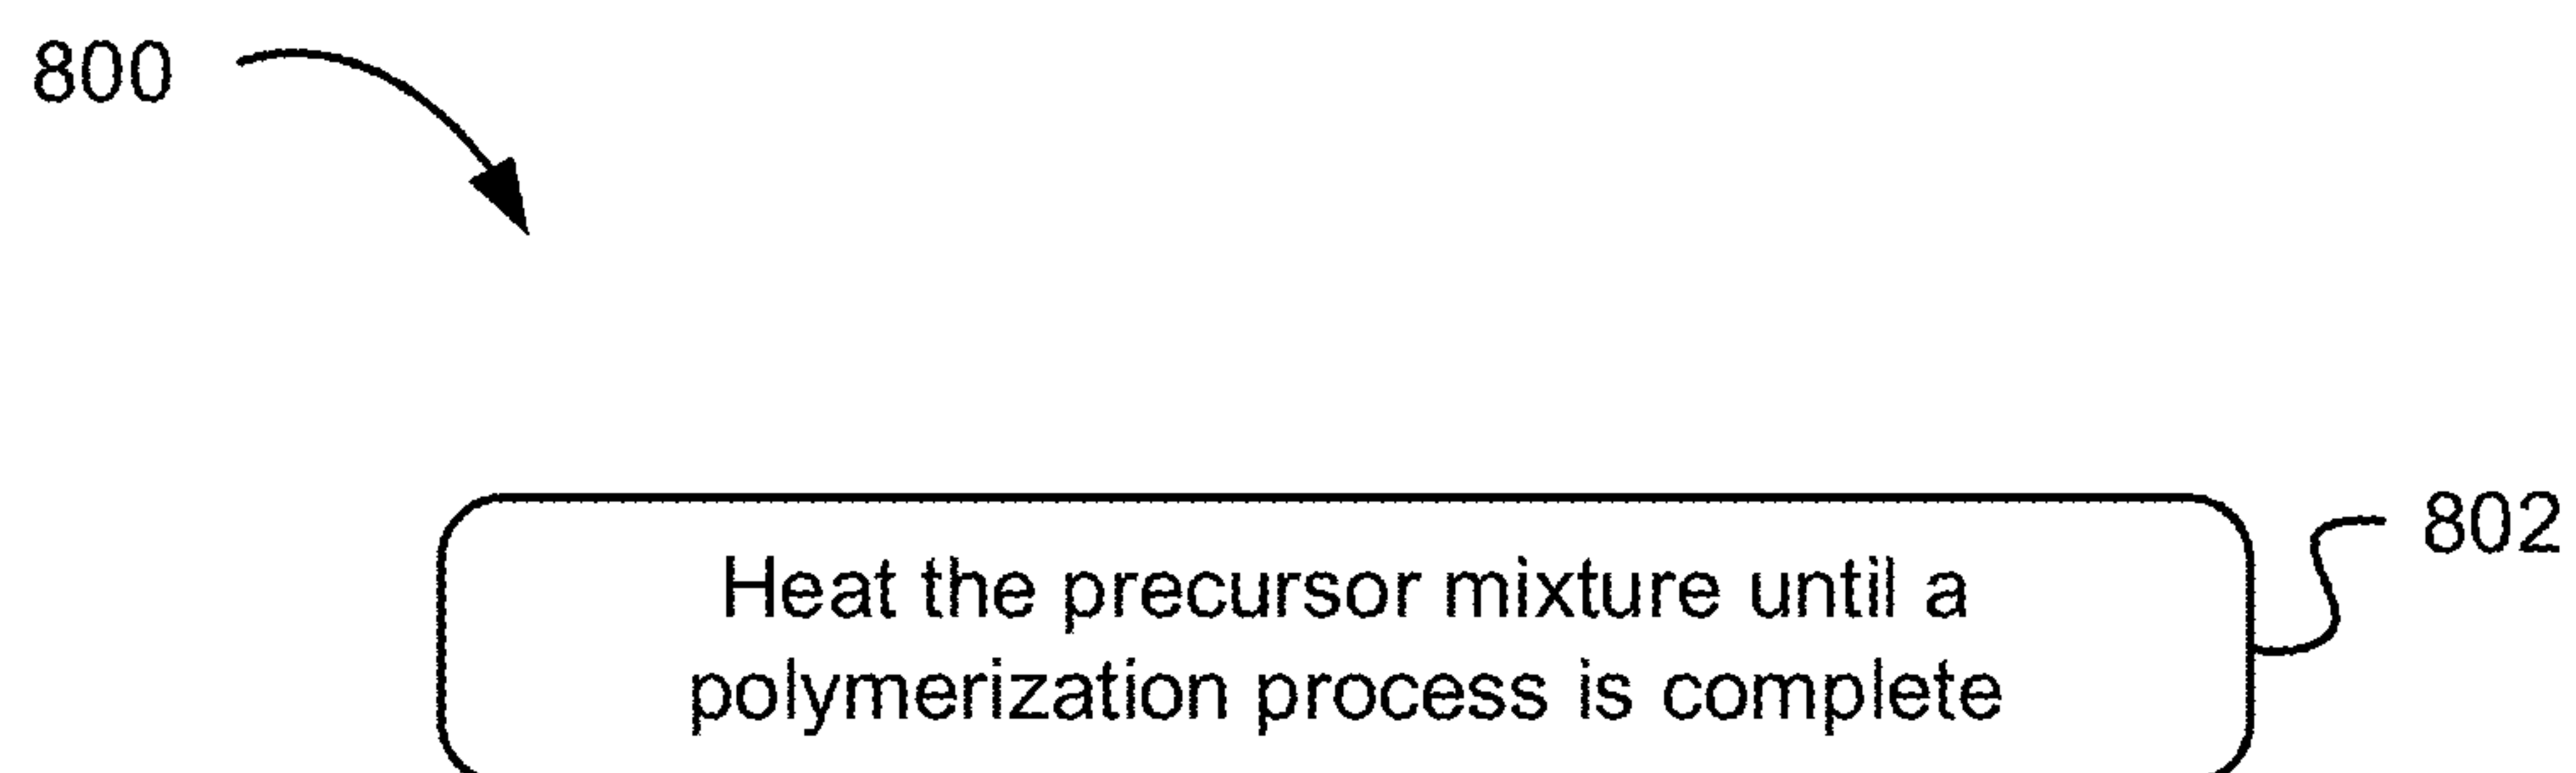 800
802
Heat the precursor mixture until a
polymerization process is complete